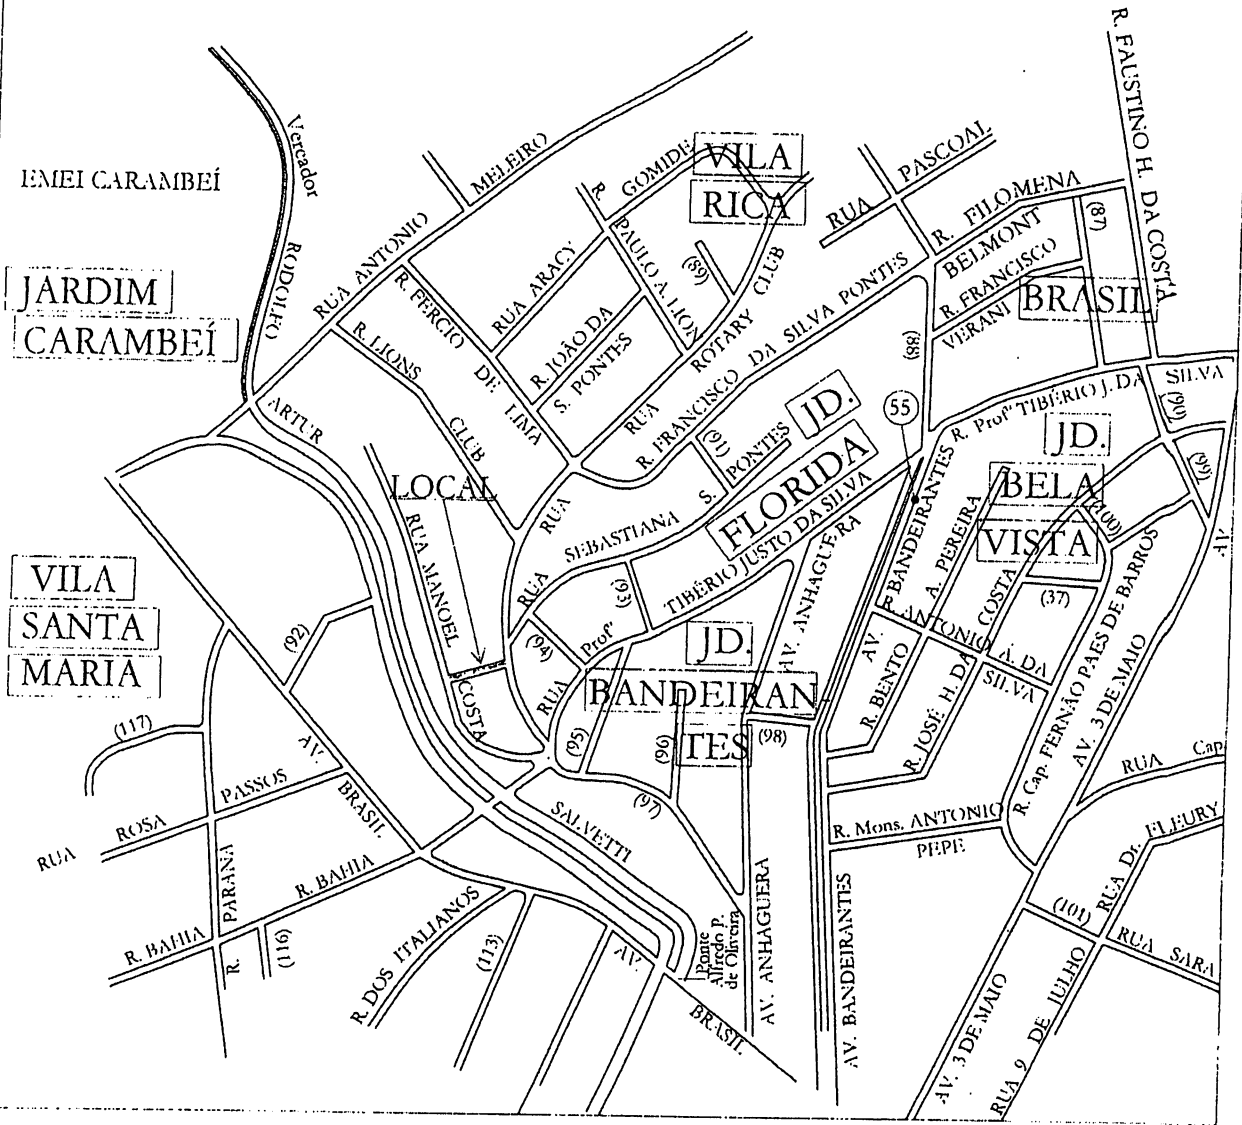 R. FAUSTINO H. DA COSTA
EMEI CARAMBEÍ
Vereador
RODOLFO
JARDIM
CARAMBEÍ
RUA ANTONIO
MELEIRO
R. FERCIO DE LIMA
R. LIONS
CLUB
RUA ARACY
GOMIDE
R.
PAULO A. LION
VILA
RICA
(89)
R. JOÃO DA
S. PONTES
RUA
ROTARY
CLUB
RUA
PASCOAL
R. FILOMENA
BELMONT
R. FRANCISCO
VERANI
(87)
BRASIL
(88)
R. FRANCISCO DA SILVA PONTES
R. Profª TIBÉRIO J. DA
SILVA
(90)
(99)
(91)
JD.
FLORIDA
55
JD.
BELA
VISTA
(100)
(37)
ARTUR
LOCAL
RUA MANOEL
COSTA
RUA
RUA
SEBASTIANA
S.
PONTES
(93)
(94)
RUA
Profª
TIBÉRIO JUSTO DA SILVA
AV. ANHAGUERA
AV.
BANDEIRANTES
A. PEREIRA
R. BENTO
R. ANTONIO A. DA
SILVA
COSTA
R. JOSÉ H. DA
R. Cap. FERNÃO PAES DE BARROS
AV. 3 DE MAIO
AV.
VILA
SANTA
MARIA
(92)
(117)
JD.
BANDEIRAN
TES
(95)
(96)
(97)
(98)
AV.
BRASIL
RUA
ROSA
PASSOS
PARANA
R.
R. BAHIA
R. BAHIA
(116)
SALVETTI
R. DOS ITALIANOS
(113)
AV.
BRASIL
Ponte
Alfredo P.
de Oliveira
AV. ANHAGUERA
AV. BANDEIRANTES
R. Mons. ANTONIO
PEPE
RUA
Cap
RUA Dr.
FLEURY
(101)
RUA
SARA
AV. 3 DE MAIO
RUA 9 DE JULHO